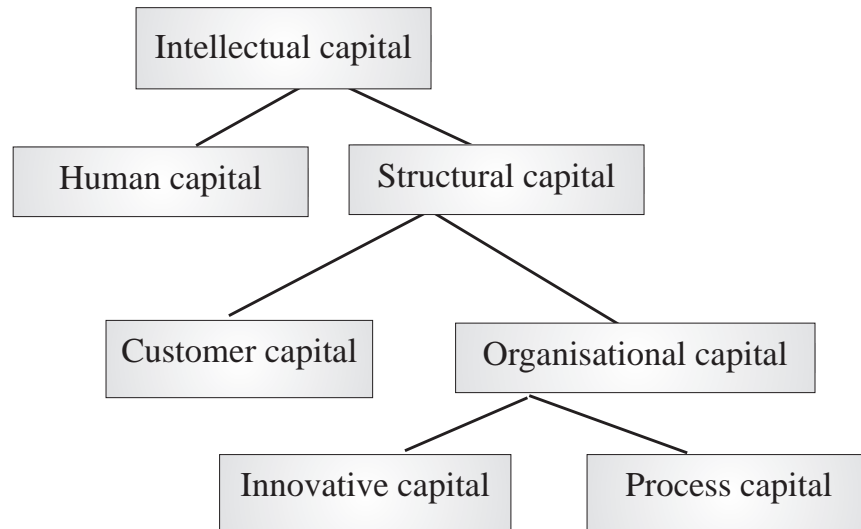 Intellectual capital
Human capital
Structural capital
Customer capital
Organisational capital
Innovative capital
Process capital